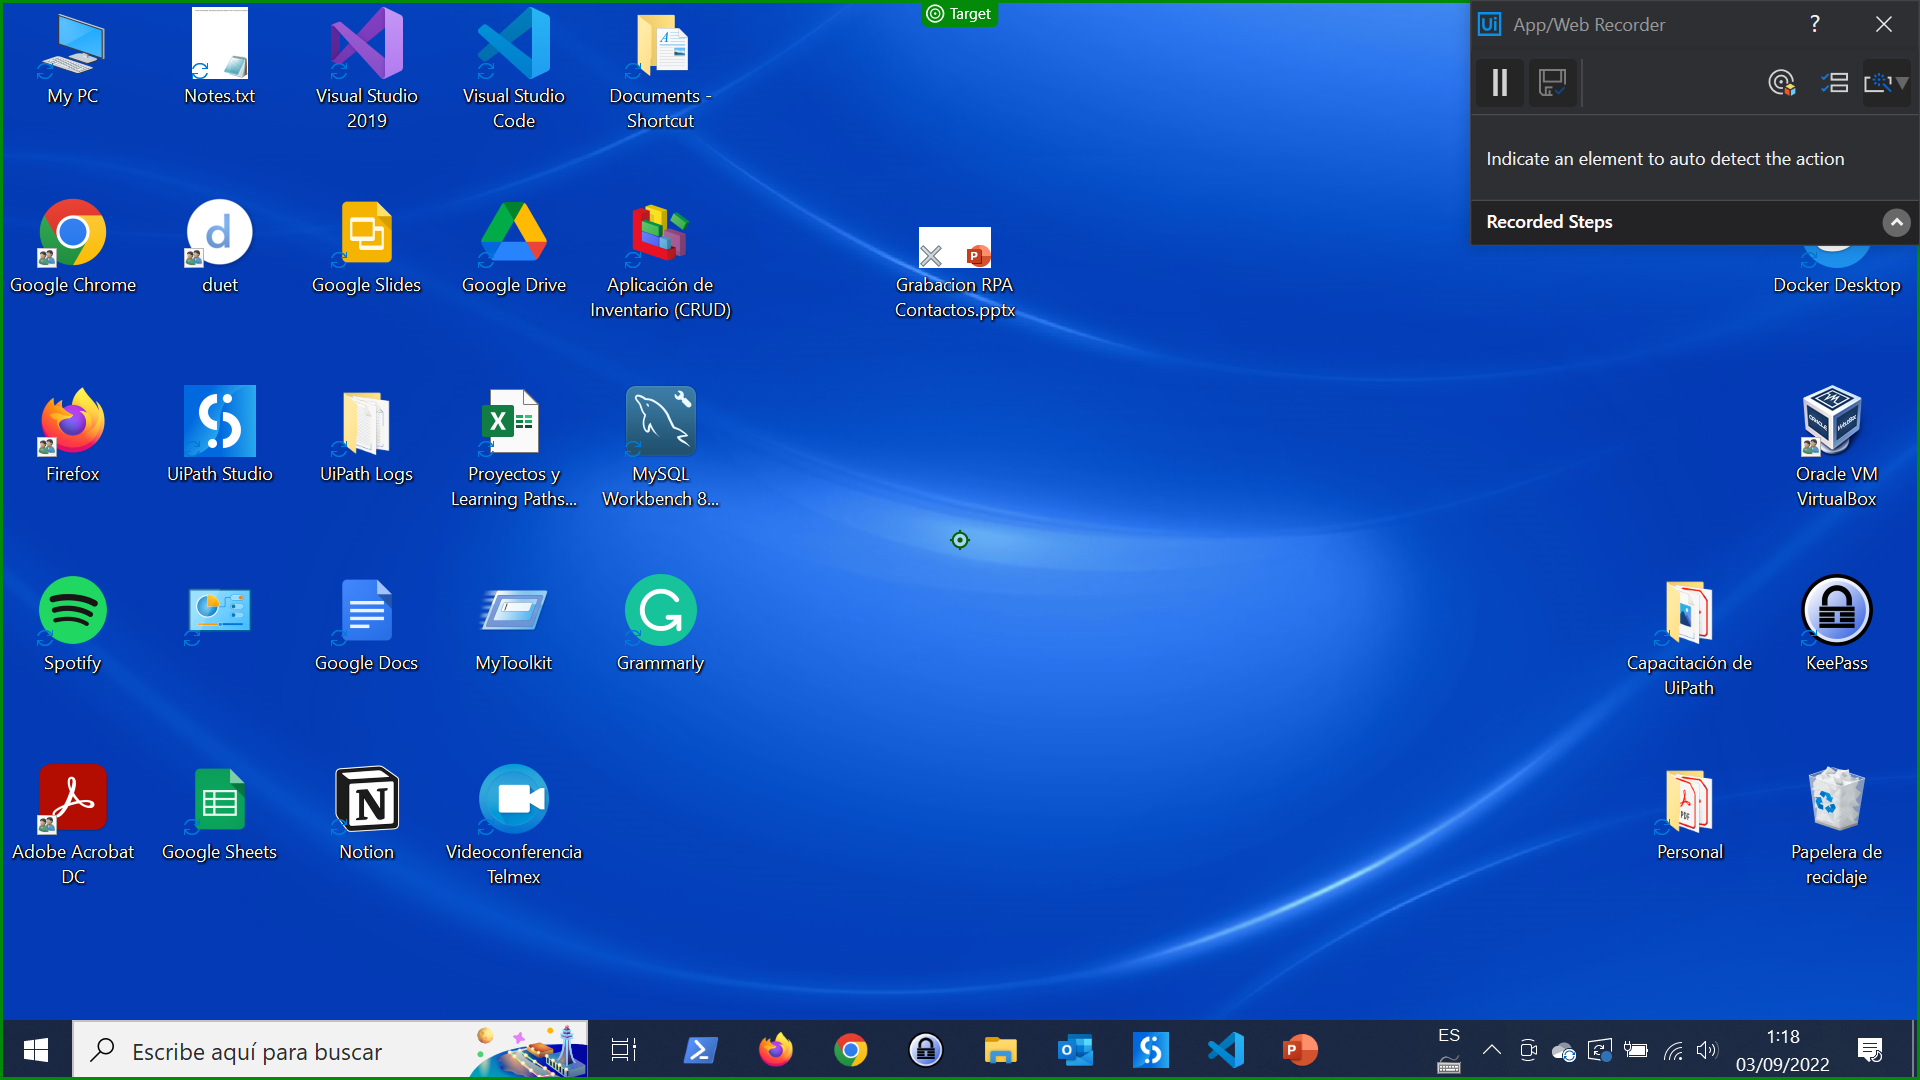 Target
App/Web Recorder
?
Indicate an element to auto detect the action
Recorded Steps
My PC
Notes.txt
Visual Studio
2019
Visual Studio
Code
Documents -
Shortcut
Google Chrome
duet
Google Slides
Google Drive
Aplicación de
Inventario (CRUD)
Grabacion RPA
Contactos.pptx
Docker Desktop
Firefox
UiPath Studio
UiPath Logs
Proyectos y
Learning Paths...
MySQL
Workbench 8...
Oracle VM
VirtualBox
Spotify
Google Docs
MyToolkit
Grammarly
Capacitación de
UiPath
KeePass
Adobe Acrobat
DC
Google Sheets
Notion
Videoconferencia
Telmex
Personal
Papelera de
reciclaje
Escribe aquí para buscar
ES
1:18
03/09/2022